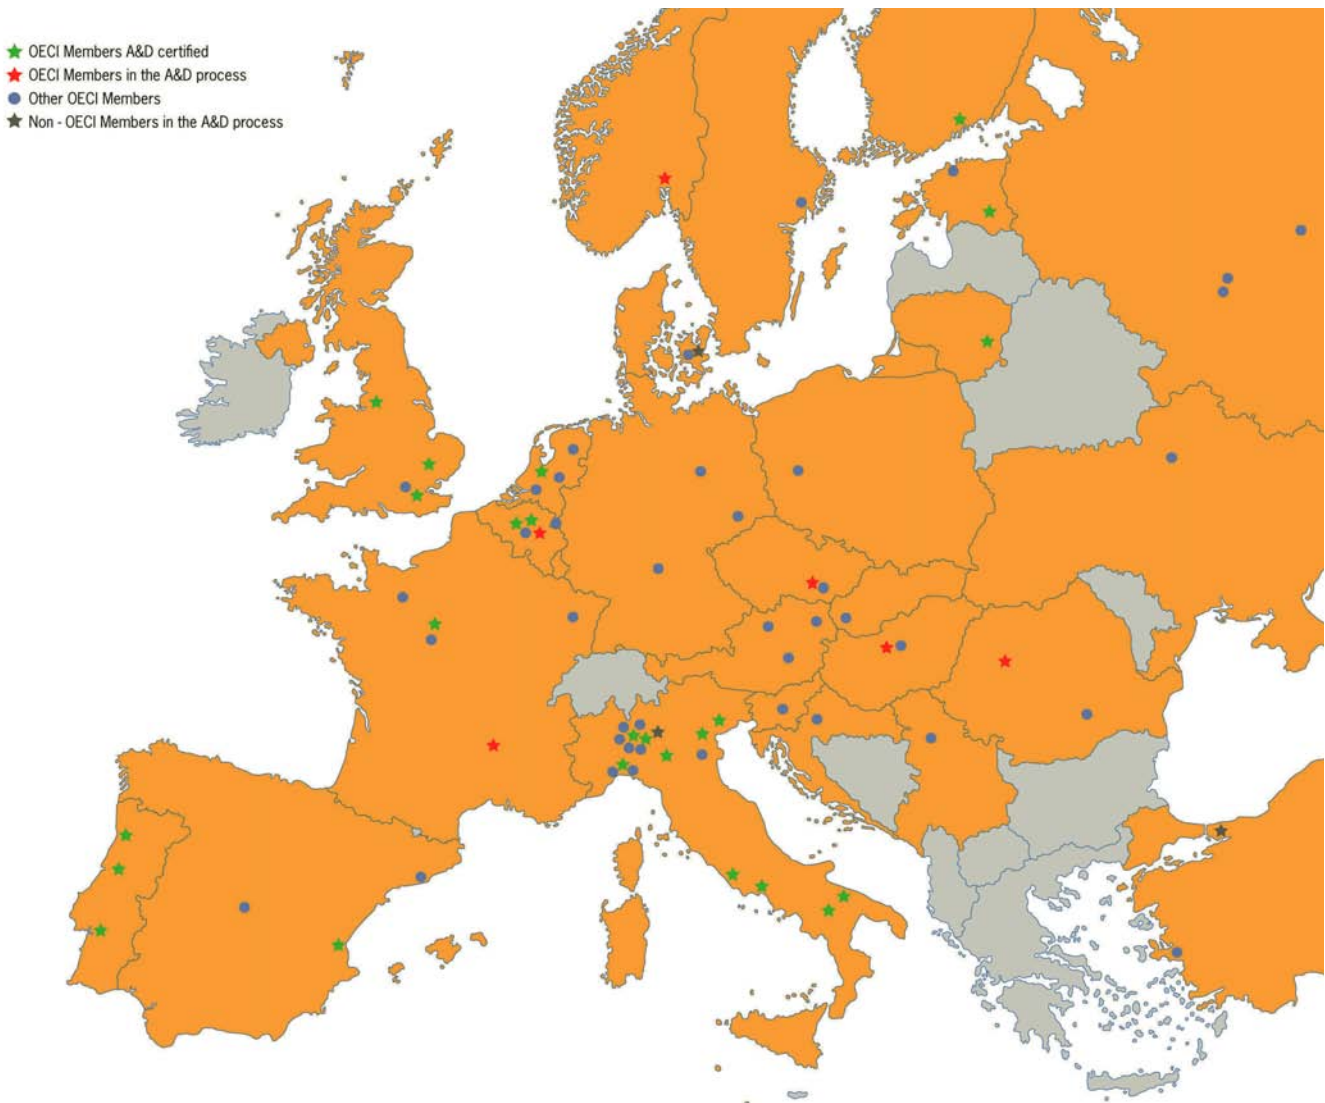 OECI Members A&D certified
OECI Members in the A&D process
Other OECI Members
Non - OECI Members in the A&D process